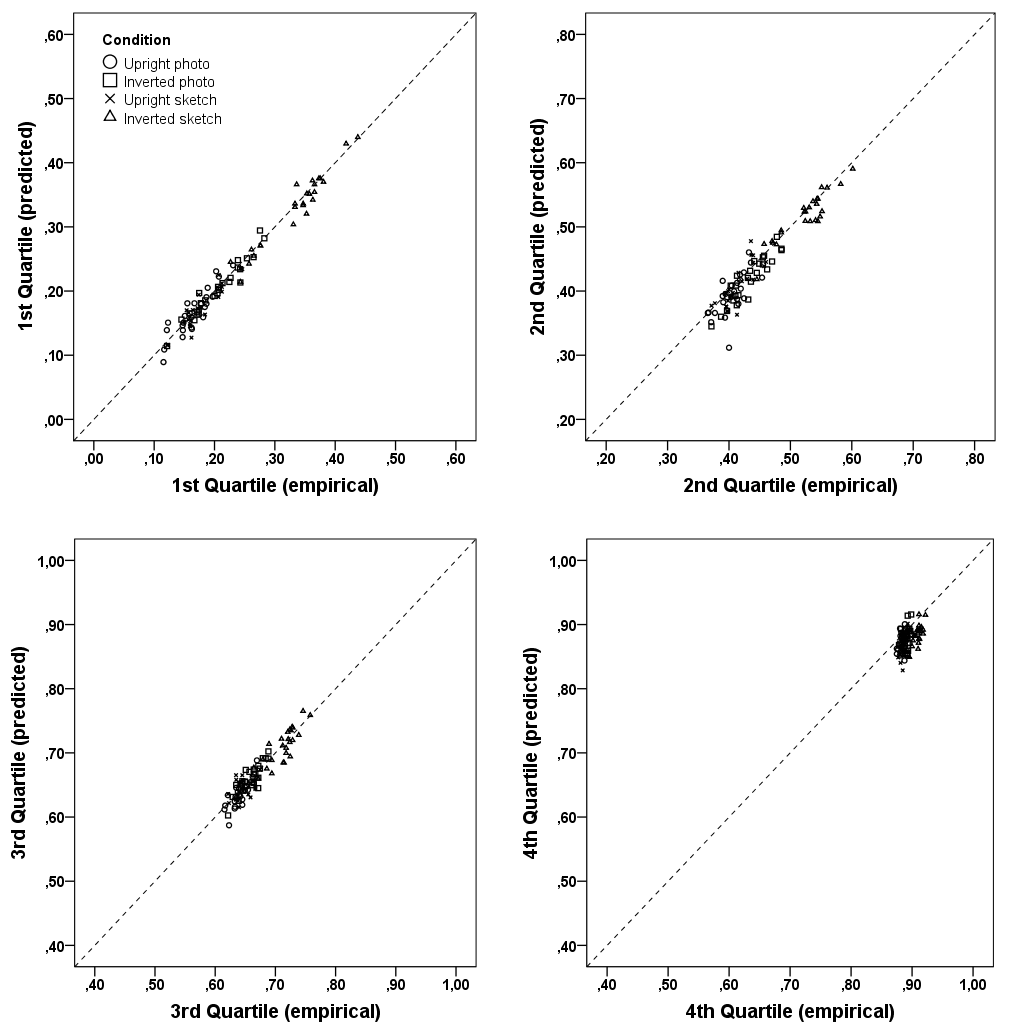 ,60
,50
,40
,30
,20
,10
,00
1st Quartile (predicted)
Condition
Upright photo
Inverted photo
Upright sketch
Inverted sketch
,00 ,10 ,20 ,30 ,40 ,50 ,60
1st Quartile (empirical)
,80
,70
,60
,50
,40
,30
,20
2nd Quartile (predicted)
,20 ,30 ,40 ,50 ,60 ,70 ,80
2nd Quartile (empirical)
1,00
,90
,80
,70
,60
,50
,40
3rd Quartile (predicted)
,40 ,50 ,60 ,70 ,80 ,90 1,00
3rd Quartile (empirical)
1,00
,90
,80
,70
,60
,50
,40
4th Quartile (predicted)
,40 ,50 ,60 ,70 ,80 ,90 1,00
4th Quartile (empirical)